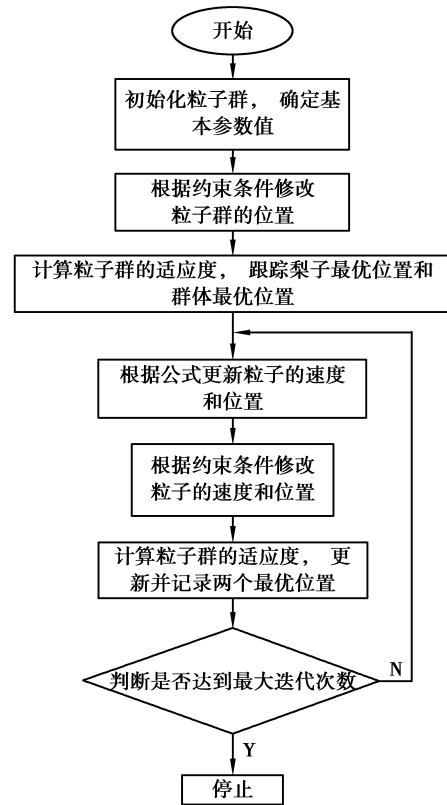 开始
初始化粒子群， 确定基
本参数值
根据约束条件修改
粒子群的位置
计算粒子群的适应度， 跟踪梨子最优位置和
群体最优位置
根据公式更新粒子的速度
和位置
根据约束条件修改
粒子的速度和位置
计算粒子群的适应度， 更
新并记录两个最优位置
判断是否达到最大迭代次数
N
Y
停止